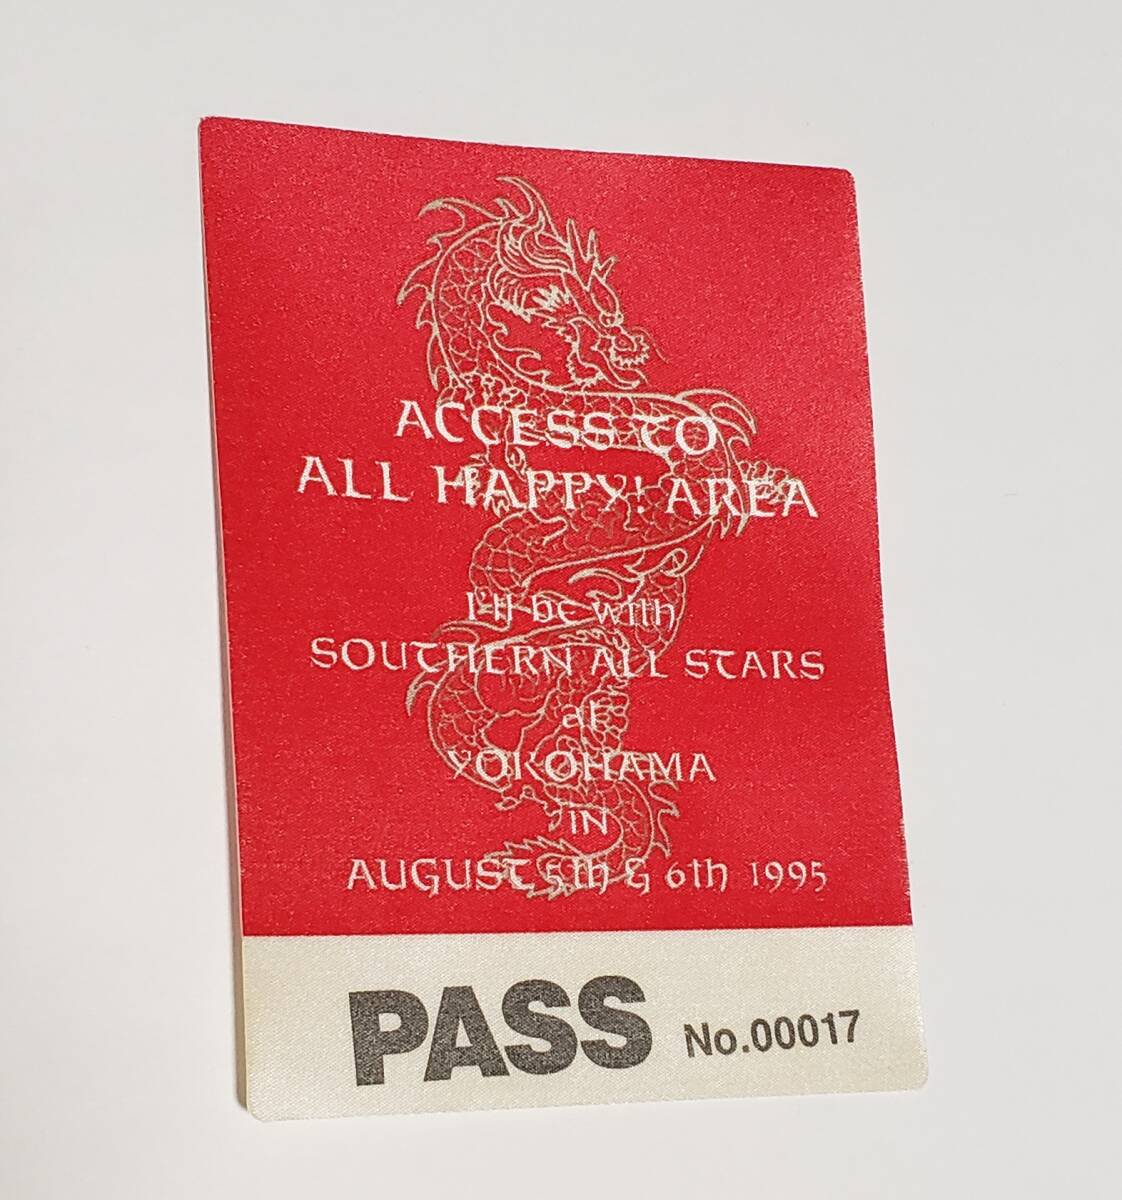 ACCESS TO
ALL HAPPY! AREA
I'll be with
SOUTHERN ALL STARS
at
YOKOHAMA
IN
AUGUST 5th & 6th 1995
PASS No.00017